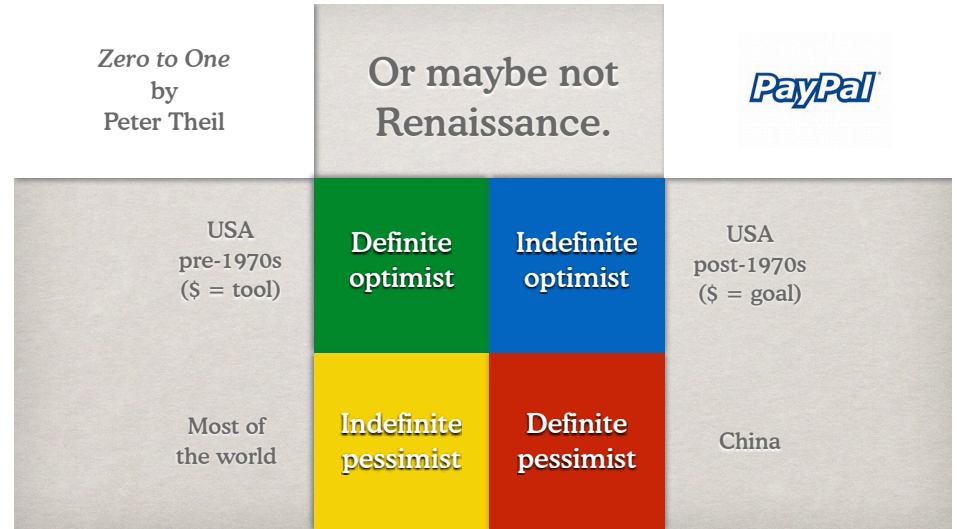 Zero to One
by
Peter Theil
Or maybe not
Renaissance.
PayPal
USA
pre-1970s
($ = tool)
Definite
optimist
Indefinite
optimist
USA
post-1970s
($ = goal)
Most of
the world
Indefinite
pessimist
Definite
pessimist
China